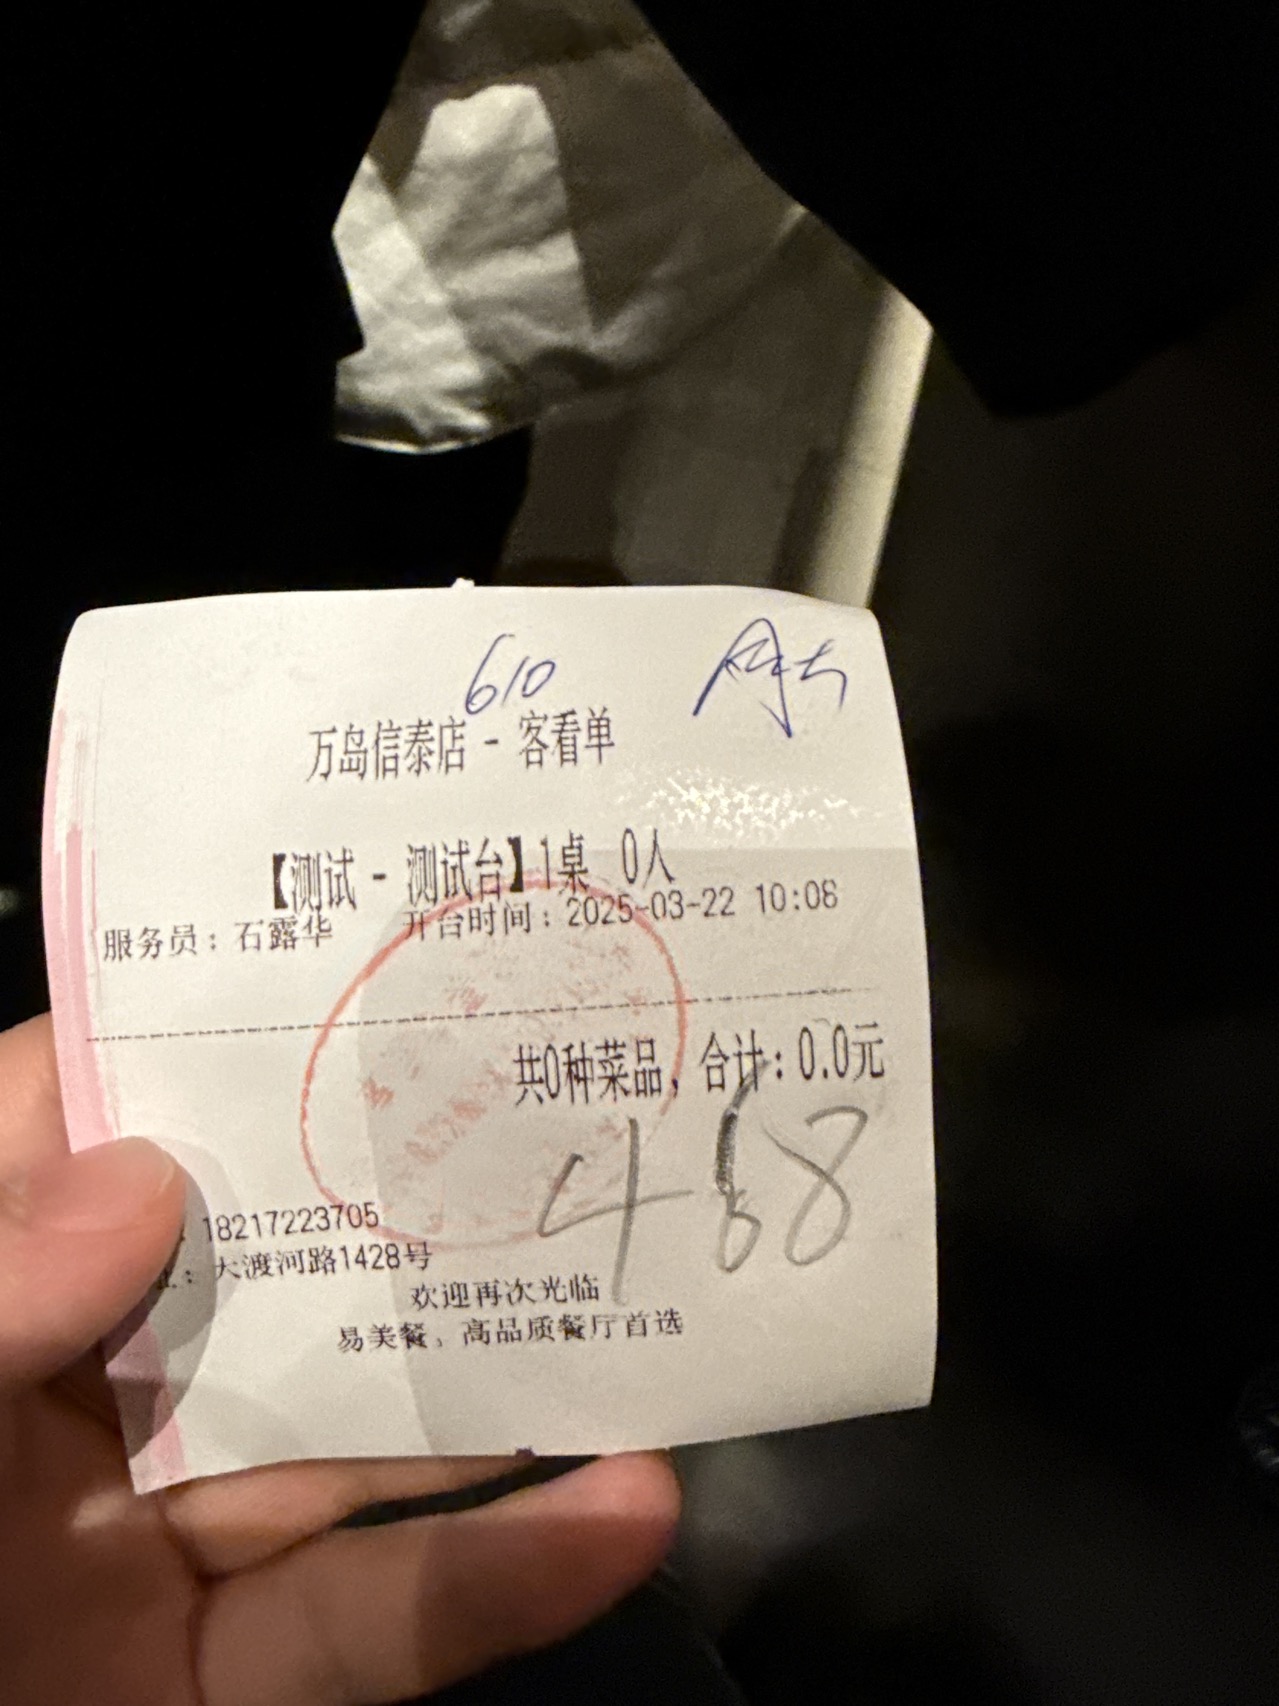 610
万岛信泰店 - 客看单
【测试 - 测试台】1桌 0人
服务员：石露华 开台时间：2025-03-22 10:08
共0种菜品，合计：0.0元
468
18217223705
址：大渡河路1428号
欢迎再次光临
易美餐，高品质餐厅首选